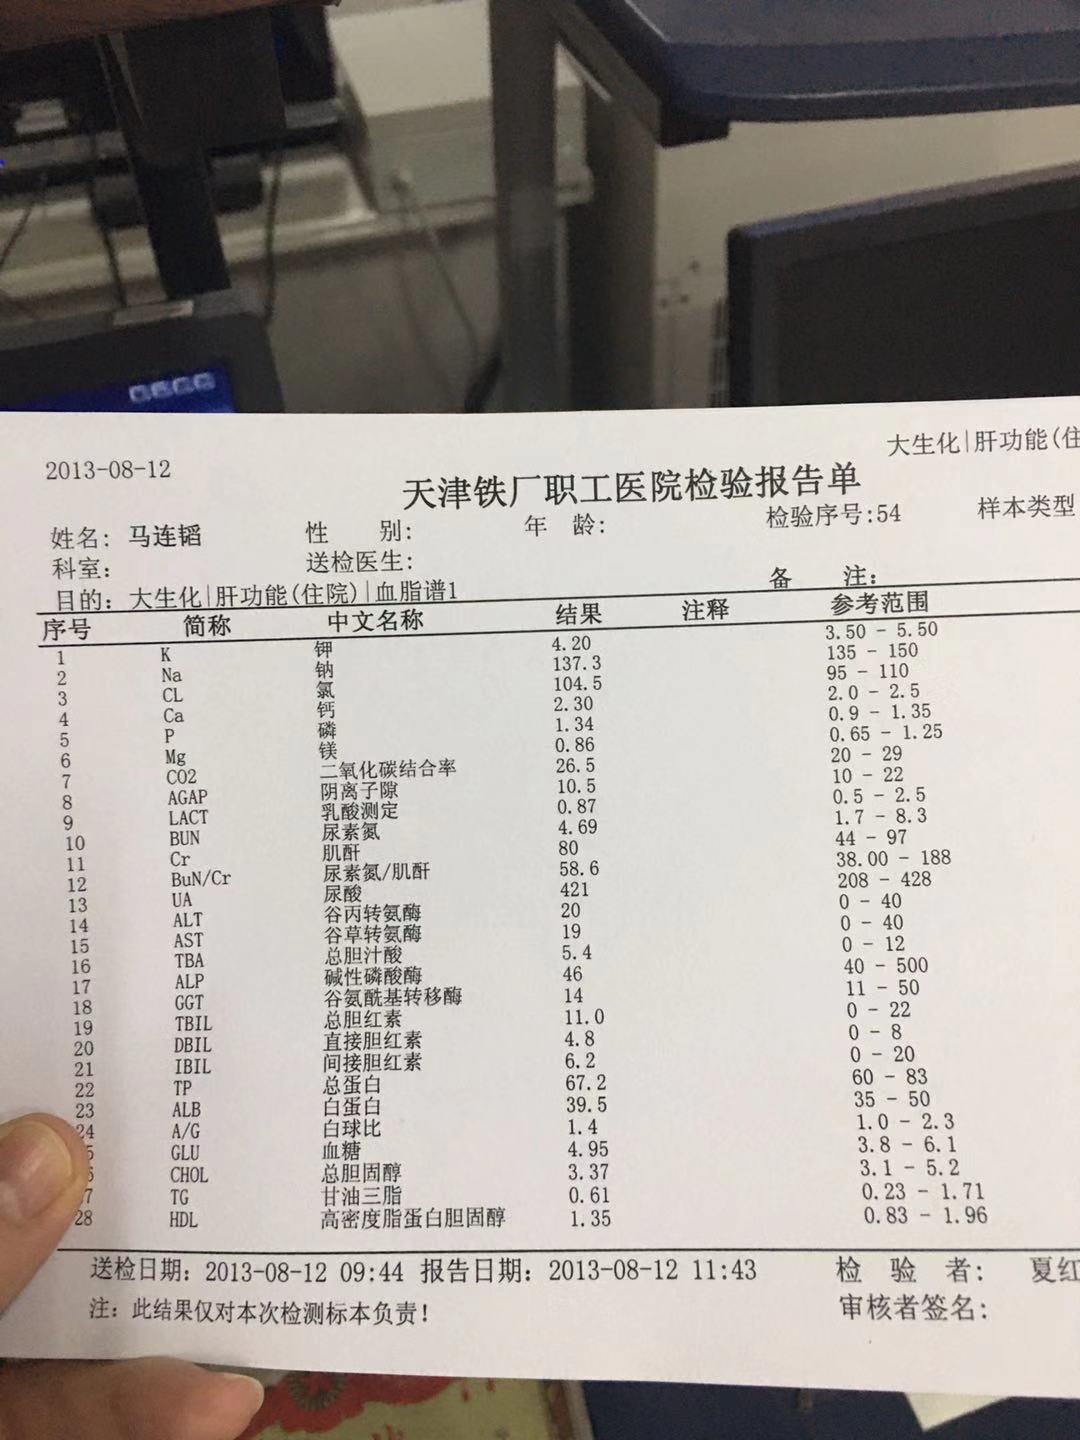 大生化|肝功能(住
2013-08-12
天津铁厂职工医院检验报告单
姓名: 马连韬 性 别: 年 龄: 检验序号:54 样本类型
科室: 送检医生:
目的: 大生化|肝功能(住院)|血脂谱1 备 注:
序号 简称 中文名称 结果 注释 参考范围
1 K 钾 4.20 3.50 - 5.50
2 Na 钠 137.3 135 - 150
3 CL 氯 104.5 95 - 110
4 Ca 钙 2.30 2.0 - 2.5
5 P 磷 1.34 0.9 - 1.35
6 Mg 镁 0.86 0.65 - 1.25
7 CO2 二氧化碳结合率 26.5 20 - 29
8 AGAP 阴离子隙 10.5 10 - 22
9 LACT 乳酸测定 0.87 0.5 - 2.5
10 BUN 尿素氮 4.69 1.7 - 8.3
11 Cr 肌酐 80 44 - 97
12 BuN/Cr 尿素氮/肌酐 58.6 38.00 - 188
13 UA 尿酸 421 208 - 428
14 ALT 谷丙转氨酶 20 0 - 40
15 AST 谷草转氨酶 19 0 - 40
16 TBA 总胆汁酸 5.4 0 - 12
17 ALP 碱性磷酸酶 46 40 - 500
18 GGT 谷氨酰基转移酶 14 11 - 50
19 TBIL 总胆红素 11.0 0 - 22
20 DBIL 直接胆红素 4.8 0 - 8
21 IBIL 间接胆红素 6.2 0 - 20
22 TP 总蛋白 67.2 60 - 83
23 ALB 白蛋白 39.5 35 - 50
24 A/G 白球比 1.4 1.0 - 2.3
5 GLU 血糖 4.95 3.8 - 6.1
6 CHOL 总胆固醇 3.37 3.1 - 5.2
7 TG 甘油三脂 0.61 0.23 - 1.71
28 HDL 高密度脂蛋白胆固醇 1.35 0.83 - 1.96
送检日期: 2013-08-12 09:44 报告日期: 2013-08-12 11:43 检 验 者: 夏红
注: 此结果仅对本次检测标本负责! 审核者签名: